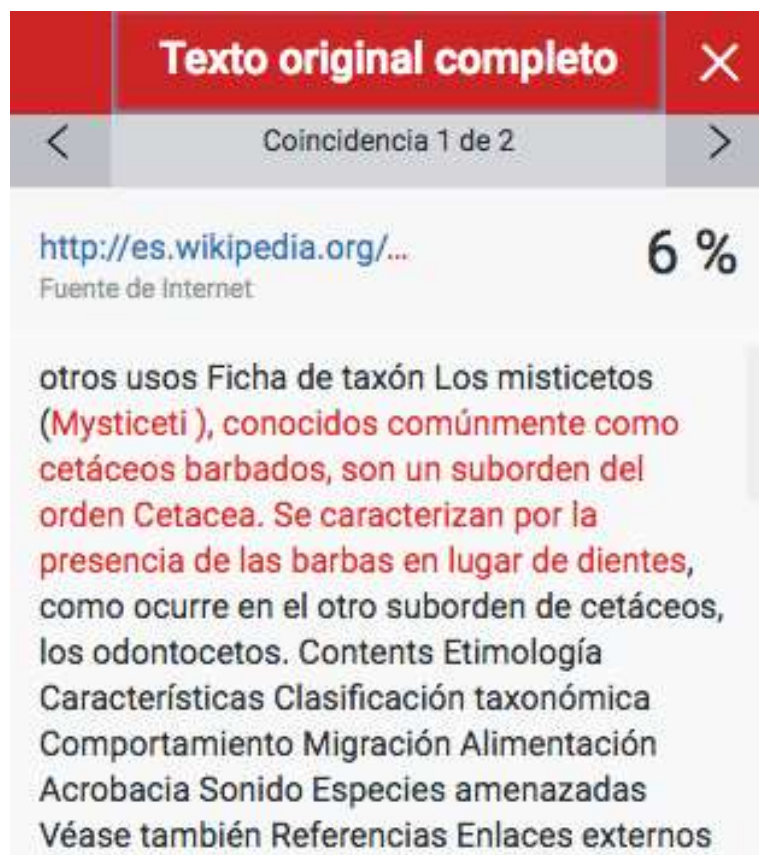 Texto original completo
Coincidencia 1 de 2
http://es.wikipedia.org/...
6 %
Fuente de Internet
otros usos Ficha de taxón Los misticetos
(Mysticeti ), conocidos comúnmente como
cetáceos barbados, son un suborden del
orden Cetacea. Se caracterizan por la
presencia de las barbas en lugar de dientes,
como ocurre en el otro suborden de cetáceos,
los odontocetos. Contents Etimología
Características Clasificación taxonómica
Comportamiento Migración Alimentación
Acrobacia Sonido Especies amenazadas
Véase también Referencias Enlaces externos